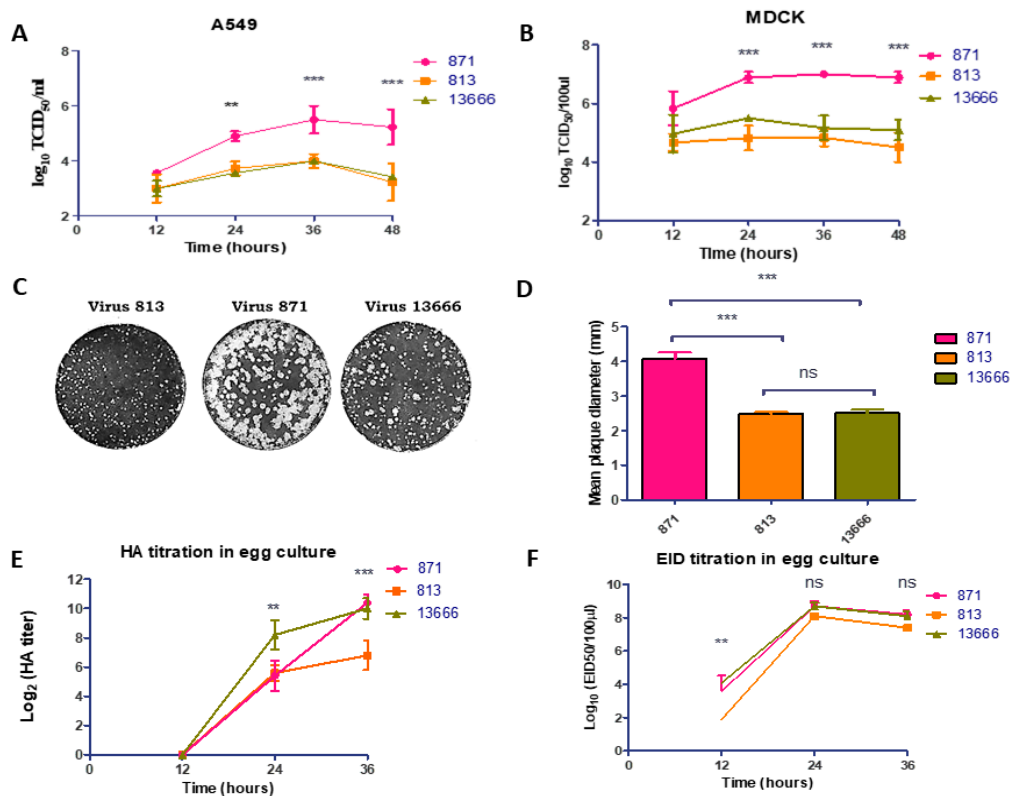 A
A549
log10 TCID50/ml
8
6
4
2
0
12
24
36
48
Time (hours)
**
***
***
871
813
13666
B
MDCK
log10 TCID50/100ul
8
6
4
2
0
12
24
36
48
Time (hours)
***
***
***
871
813
13666
C
Virus 813
Virus 871
Virus 13666
D
***
***
ns
Mean plaque diameter (mm)
5
4
3
2
1
0
871
813
13666
871
813
13666
E
HA titration in egg culture
Log2 (HA titer)
12
10
8
6
4
2
0
0
12
24
36
Time (hours)
**
***
871
813
13666
F
EID titration in egg culture
Log10 (EID50/100µl)
10
8
6
4
2
0
0
12
24
36
Time (hours)
**
ns
ns
871
813
13666